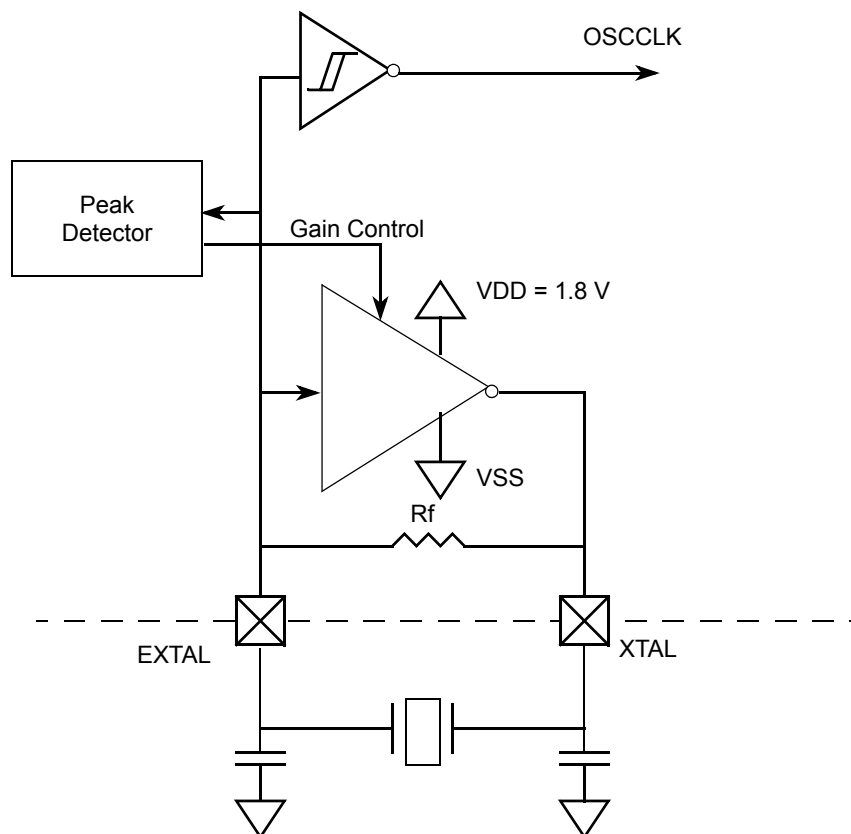 OSCCLK
Peak
Detector
Gain Control
VDD = 1.8 V
VSS
Rf
EXTAL
XTAL